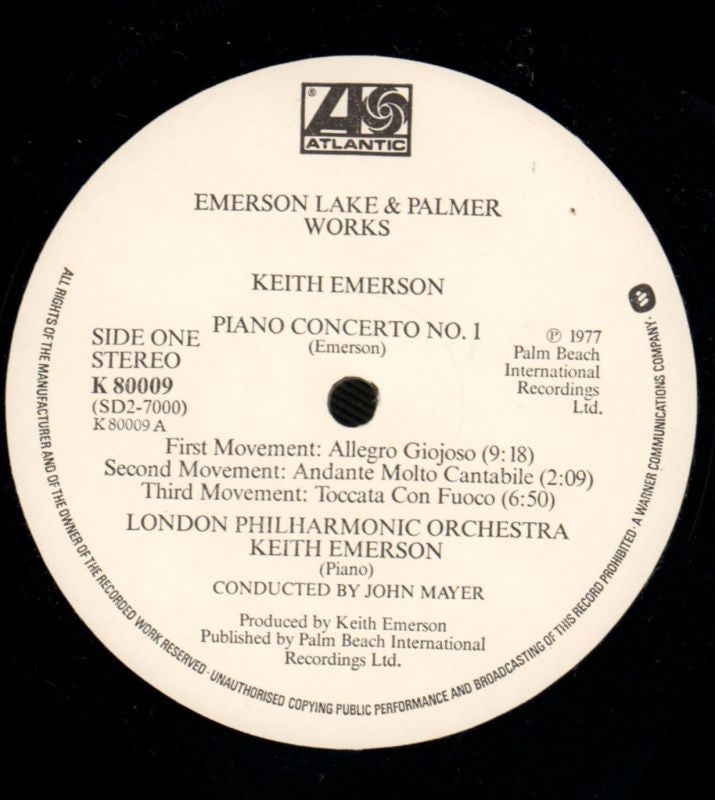 ®
ATLANTIC
EMERSON LAKE & PALMER
WORKS
KEITH EMERSON
PIANO CONCERTO NO. 1
(Emerson)
SIDE ONE
STEREO
K 80009
(SD2-7000)
K 80009 A
℗ 1977
Palm Beach
International
Recordings
Ltd.
First Movement: Allegro Giojoso (9:18)
Second Movement: Andante Molto Cantabile (2:09)
Third Movement: Toccata Con Fuoco (6:50)
LONDON PHILHARMONIC ORCHESTRA
KEITH EMERSON
(Piano)
CONDUCTED BY JOHN MAYER
Produced by Keith Emerson
Published by Palm Beach International
Recordings Ltd.
ALL RIGHTS OF THE MANUFACTURER AND OF THE OWNER OF THE RECORDED WORK RESERVED · UNAUTHORISED COPYING PUBLIC PERFORMANCE AND BROADCASTING OF THIS RECORD PROHIBITED · A WARNER COMMUNICATIONS COMPANY ·